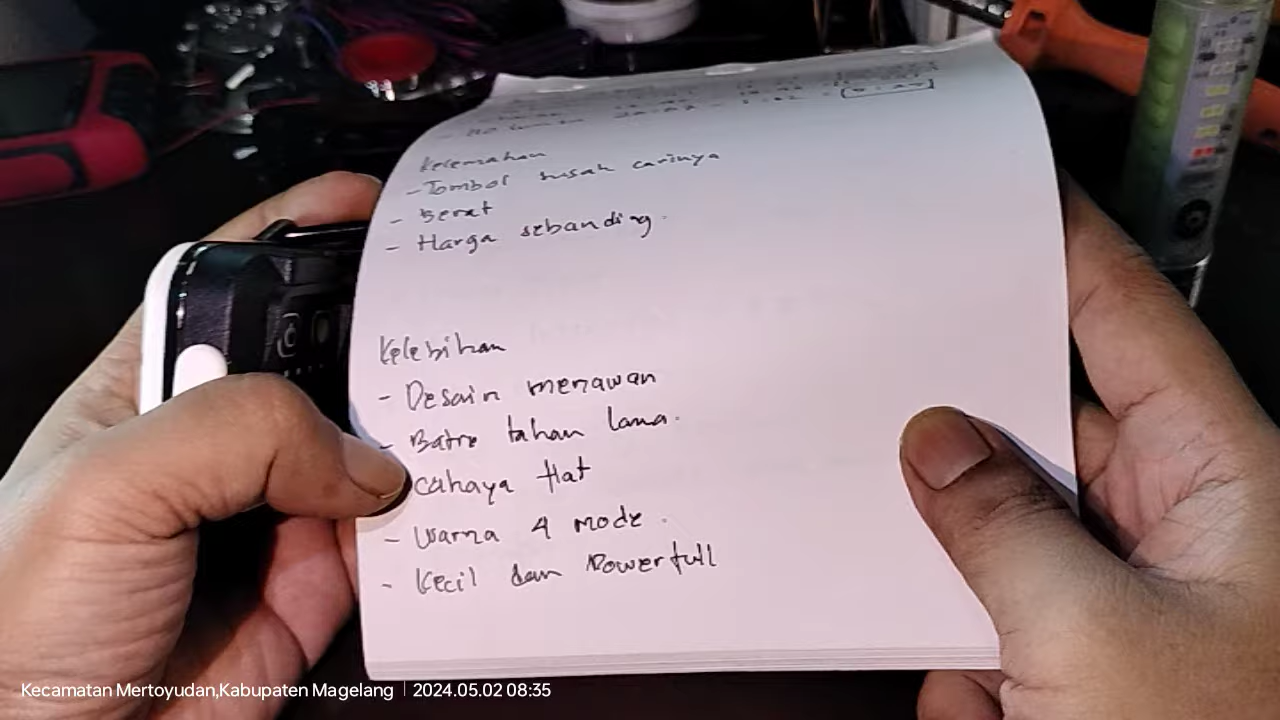 Kelemahan
- Tombol susah carinya
- Berat
- Harga sebanding.
Kelebihan
- Desain menawan
- Batre tahan lama.
- Cahaya flat
- Warna 4 mode.
- Kecil dan Powerfull
Kecamatan Mertoyudan,Kabupaten Magelang | 2024.05.02 08:35